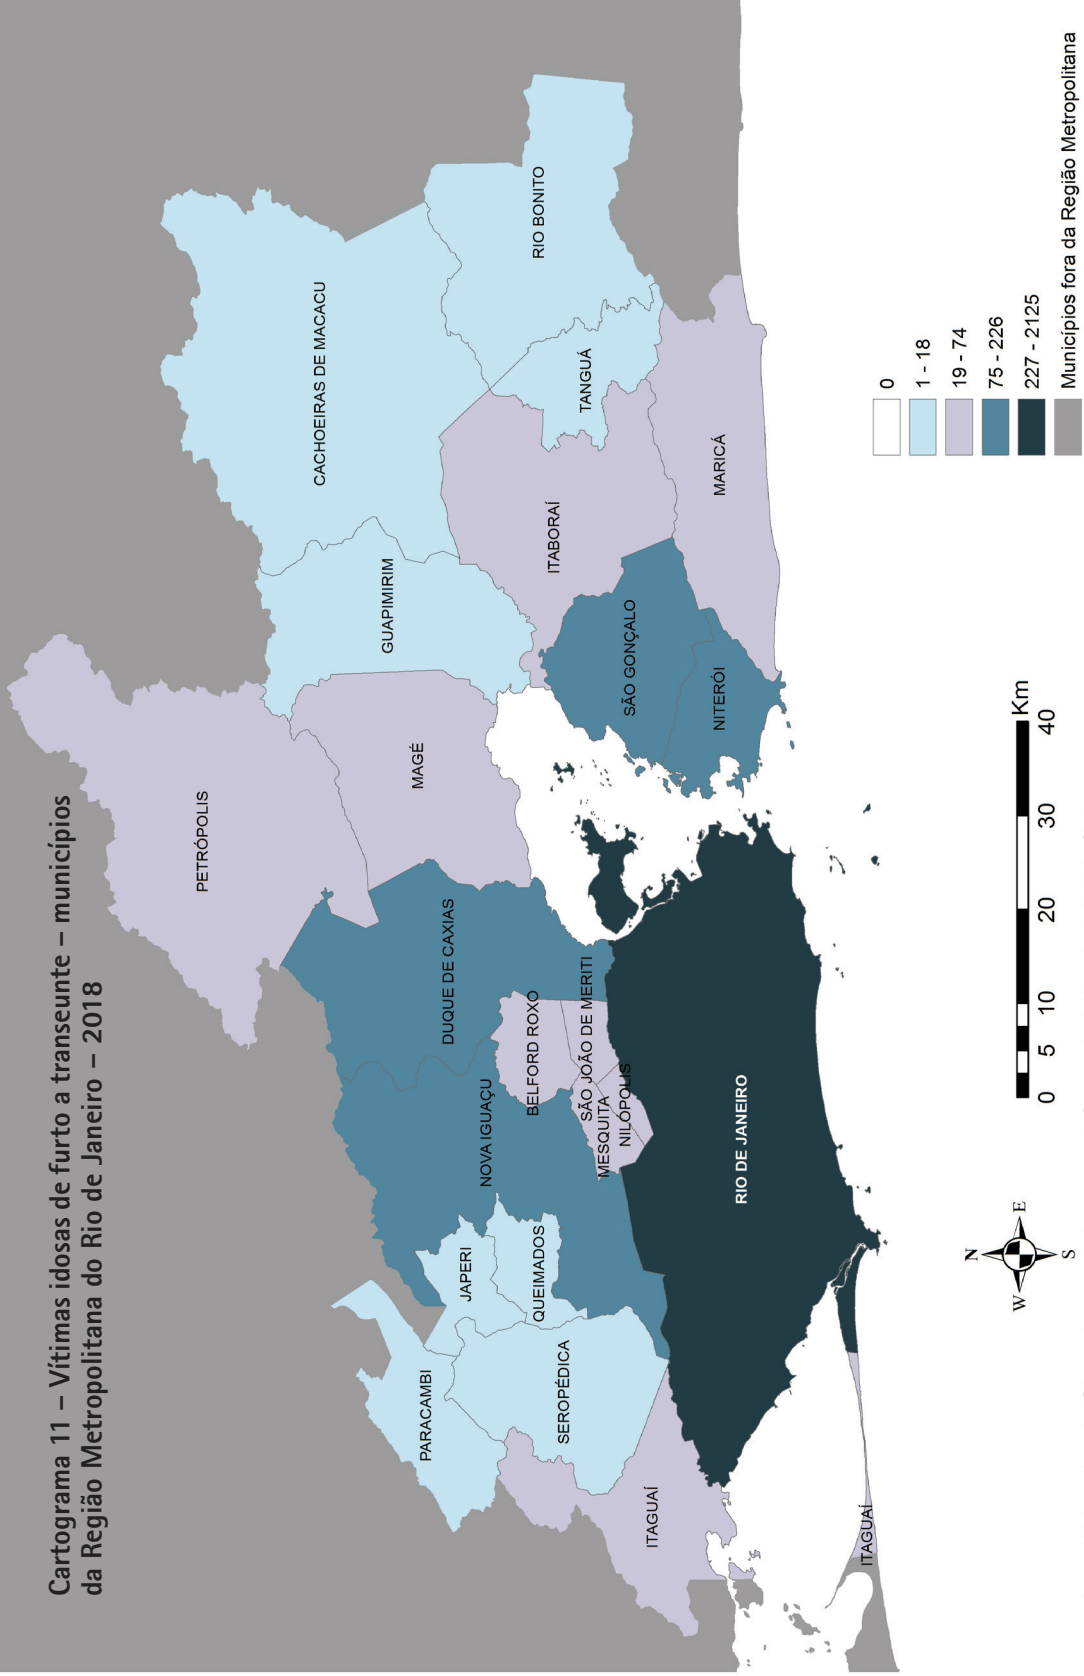 Cartograma 11 – Vítimas idosas de furto a transeunte – municípios
da Região Metropolitana do Rio de Janeiro – 2018
PETRÓPOLIS
CACHOEIRAS DE MACACU
GUAPIMIRIM
MAGÉ
RIO BONITO
TANGUÁ
ITABORAÍ
MARICÁ
SÃO GONÇALO
NITERÓI
DUQUE DE CAXIAS
NOVA IGUAÇU
BELFORD ROXO
SÃO JOÃO DE MERITI
MESQUITA
NILÓPOLIS
JAPERI
QUEIMADOS
PARACAMBI
SEROPÉDICA
ITAGUAÍ
RIO DE JANEIRO
ITAGUAÍ
N
W
E
S
0 5 10 20 30 40
Km
0
1 - 18
19 - 74
75 - 226
227 - 2125
Municípios fora da Região Metropolitana